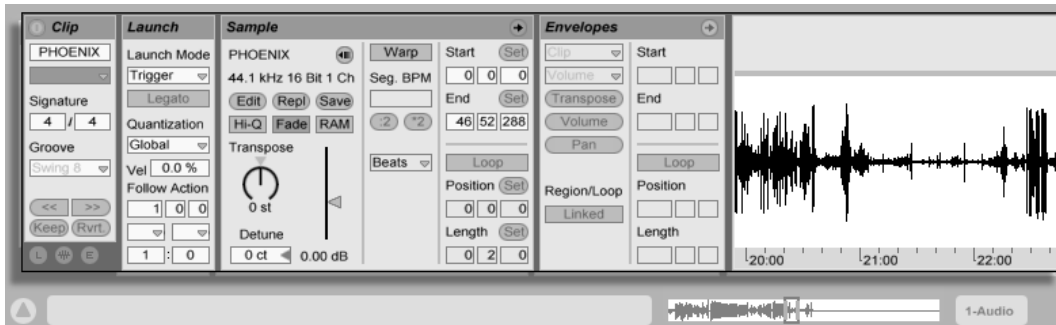 Clip
PHOENIX
Signature
4 / 4
Groove
Swing 8
<< >>
Keep Rvrt.
L E
Launch
Launch Mode
Trigger
Legato
Quantization
Global
Vel 0.0 %
Follow Action
1 0 0
1 : 0
Sample
PHOENIX
44.1 kHz 16 Bit 1 Ch
Edit Repl Save
Hi-Q Fade RAM
Transpose
0 st
Detune
0 ct 0.00 dB
Warp
Seg. BPM
:2 *2
Beats
Start Set
0 0 0
End Set
46 52 288
Loop
Position Set
0 0 0
Length Set
0 2 0
Envelopes
Clip
Volume
Transpose
Volume
Pan
Region/Loop
Linked
Start
End
Loop
Position
Length
20:00 21:00 22:00
1-Audio